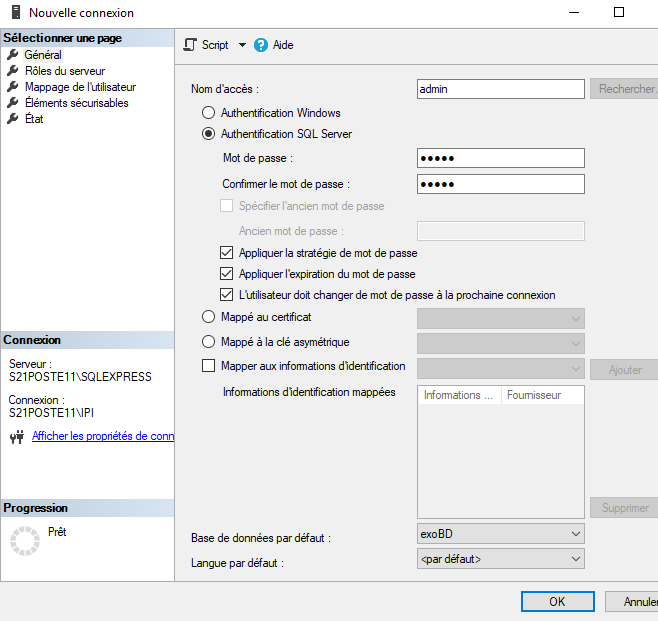 Nouvelle connexion
Sélectionner une page
Général
Rôles du serveur
Mappage de l'utilisateur
Éléments sécurisables
État
Connexion
Serveur :
S21POSTE11\SQLEXPRESS
Connexion :
S21POSTE11\IPI
Afficher les propriétés de conn
Progression
Prêt
Script
Aide
Nom d'accès :
admin
Rechercher.
Authentification Windows
Authentification SQL Server
Mot de passe :
●●●●●
Confirmer le mot de passe :
●●●●●
Spécifier l'ancien mot de passe
Ancien mot de passe :
Appliquer la stratégie de mot de passe
Appliquer l'expiration du mot de passe
L'utilisateur doit changer de mot de passe à la prochaine connexion
Mappé au certificat
Mappé à la clé asymétrique
Mapper aux informations d'identification
Ajouter
Informations d'identification mappées
Informations ... Fournisseur
Supprimer
Base de données par défaut :
exoBD
Langue par défaut :
<par défaut>
OK
Annuler